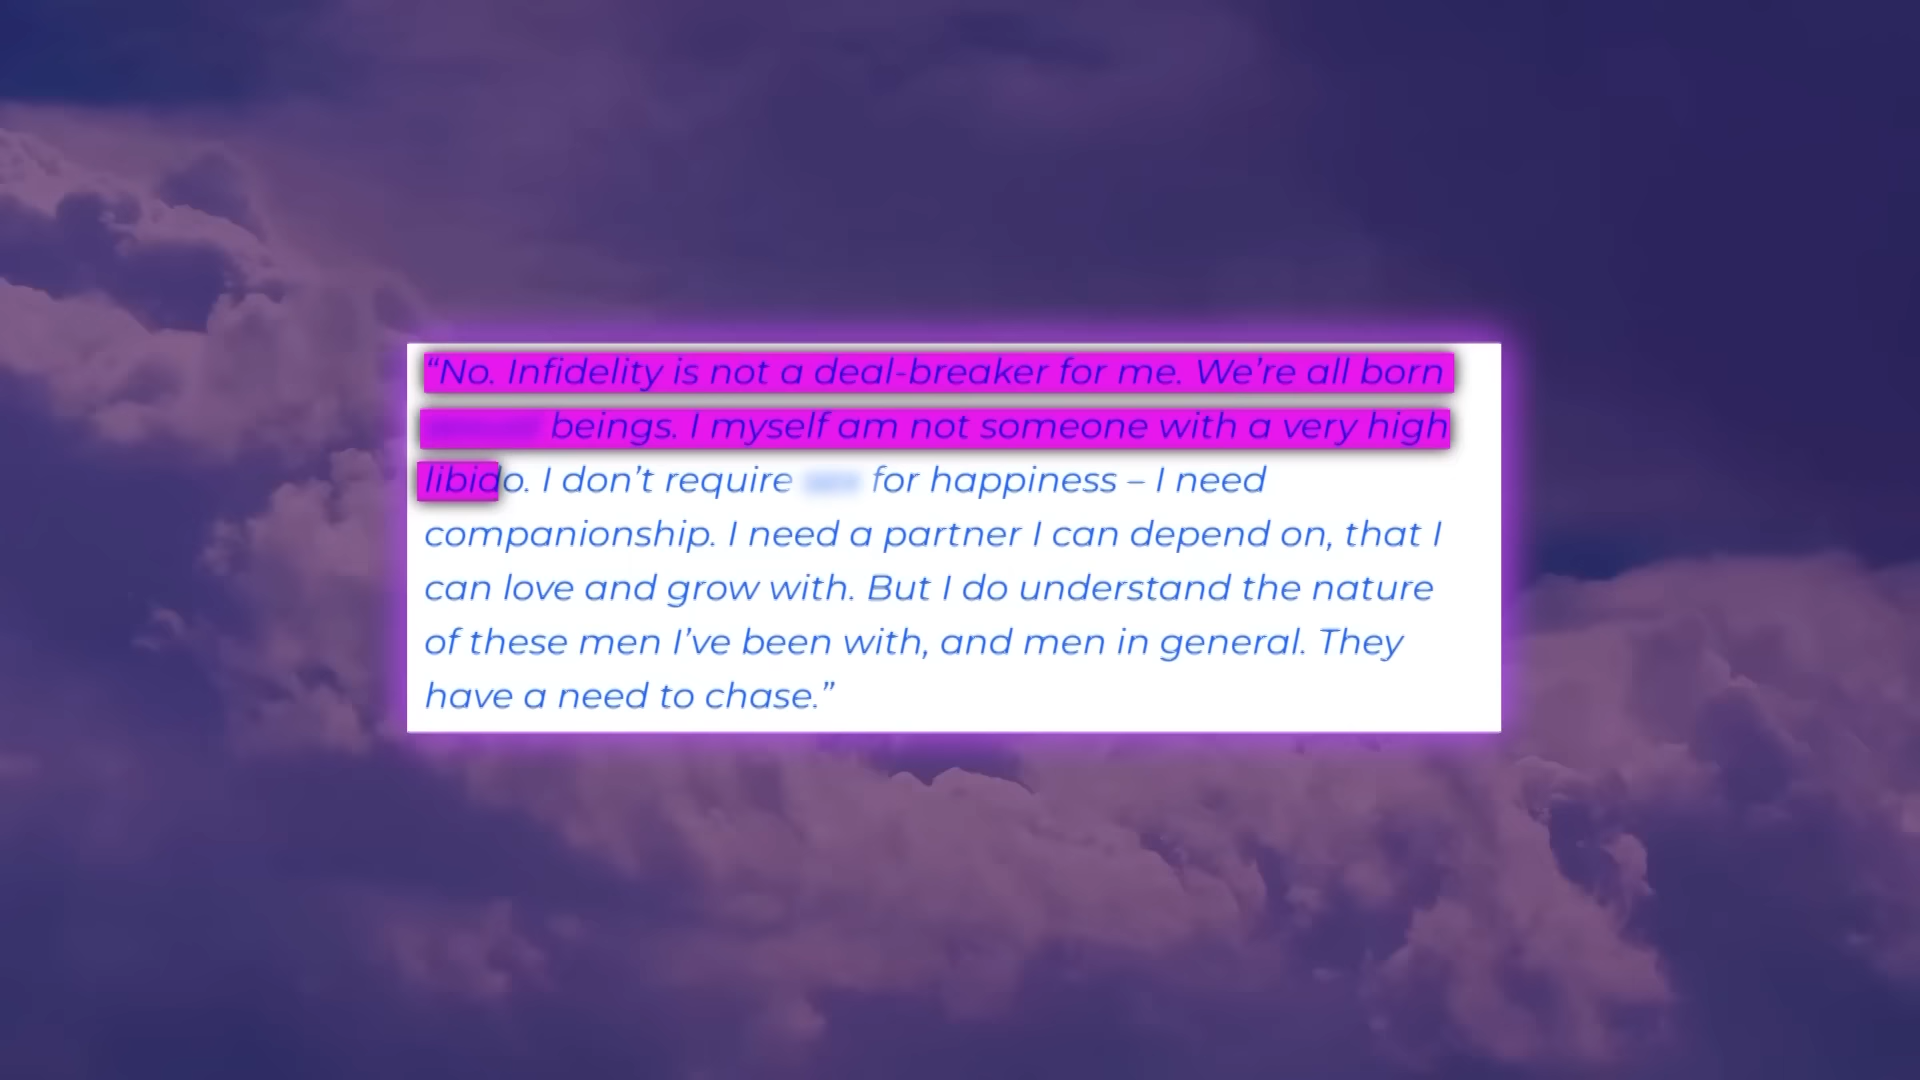 “No. Infidelity is not a deal-breaker for me. We’re all born
beings. I myself am not someone with a very high
libido. I don’t require for happiness – I need
companionship. I need a partner I can depend on, that I
can love and grow with. But I do understand the nature
of these men I’ve been with, and men in general. They
have a need to chase.”